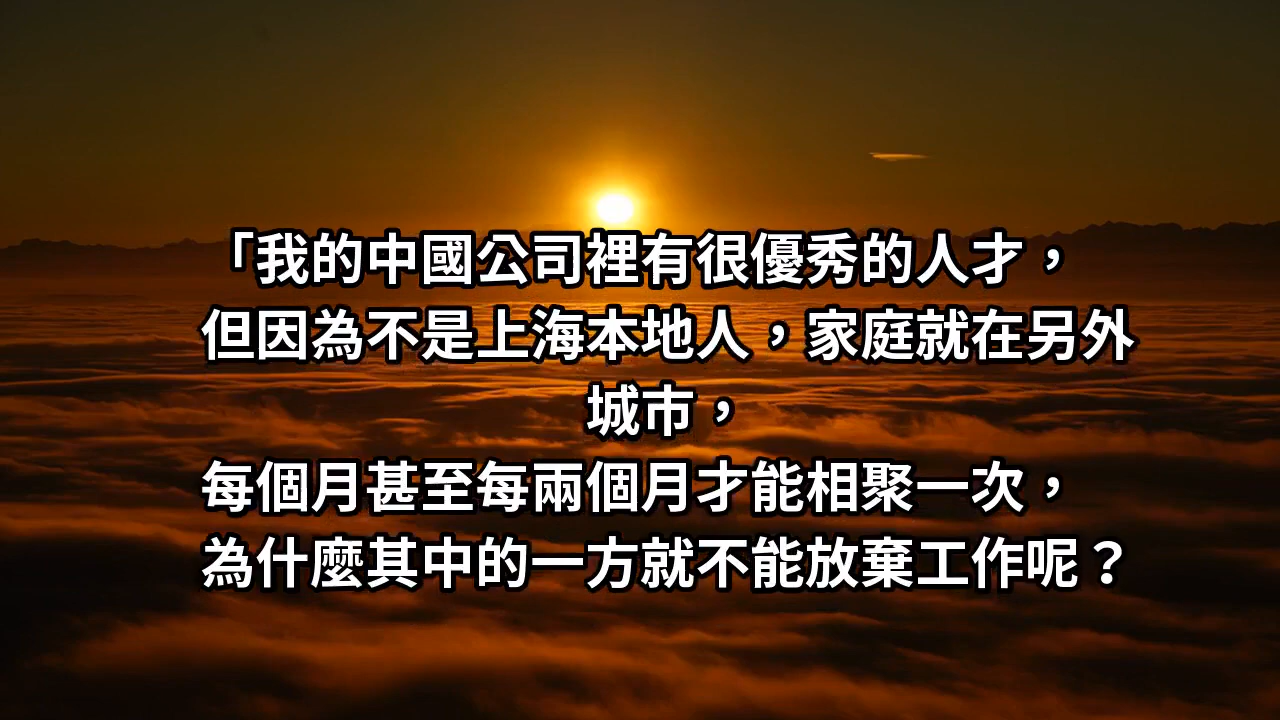 「我的中國公司裡有很優秀的人才，
但因為不是上海本地人，家庭就在另外
城市，
每個月甚至每兩個月才能相聚一次，
為什麼其中的一方就不能放棄工作呢？